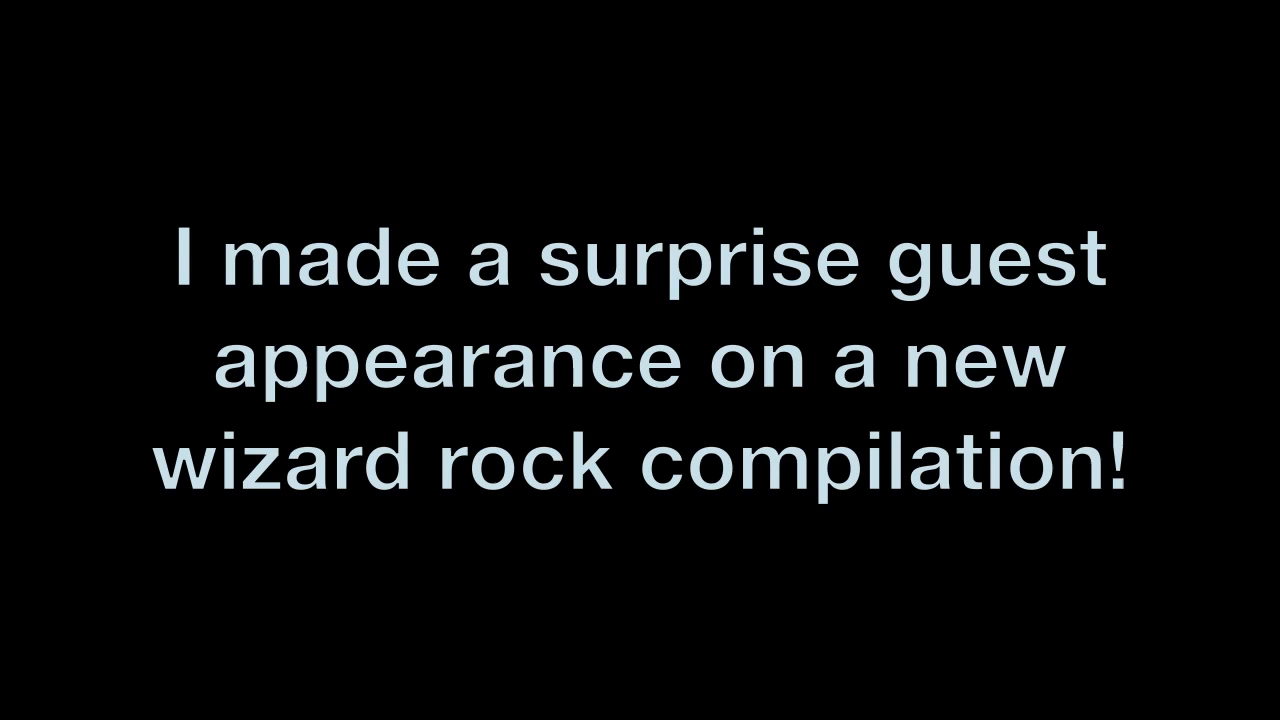 I made a surprise guest
appearance on a new
wizard rock compilation!